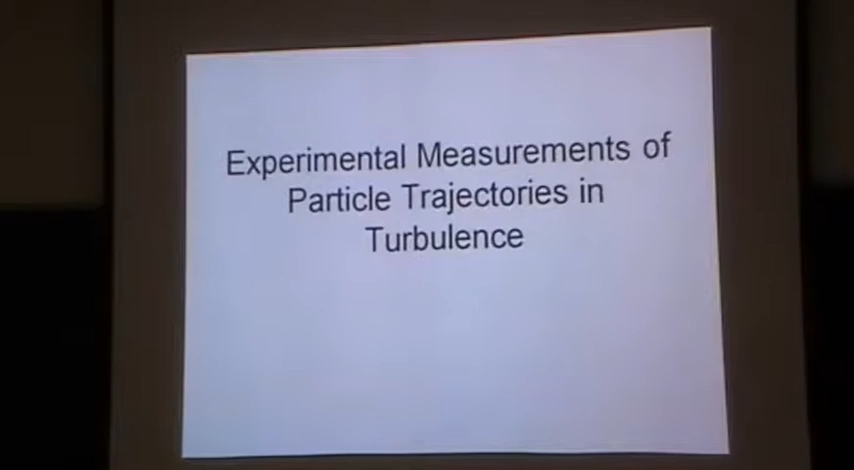 Experimental Measurements of
Particle Trajectories in
Turbulence